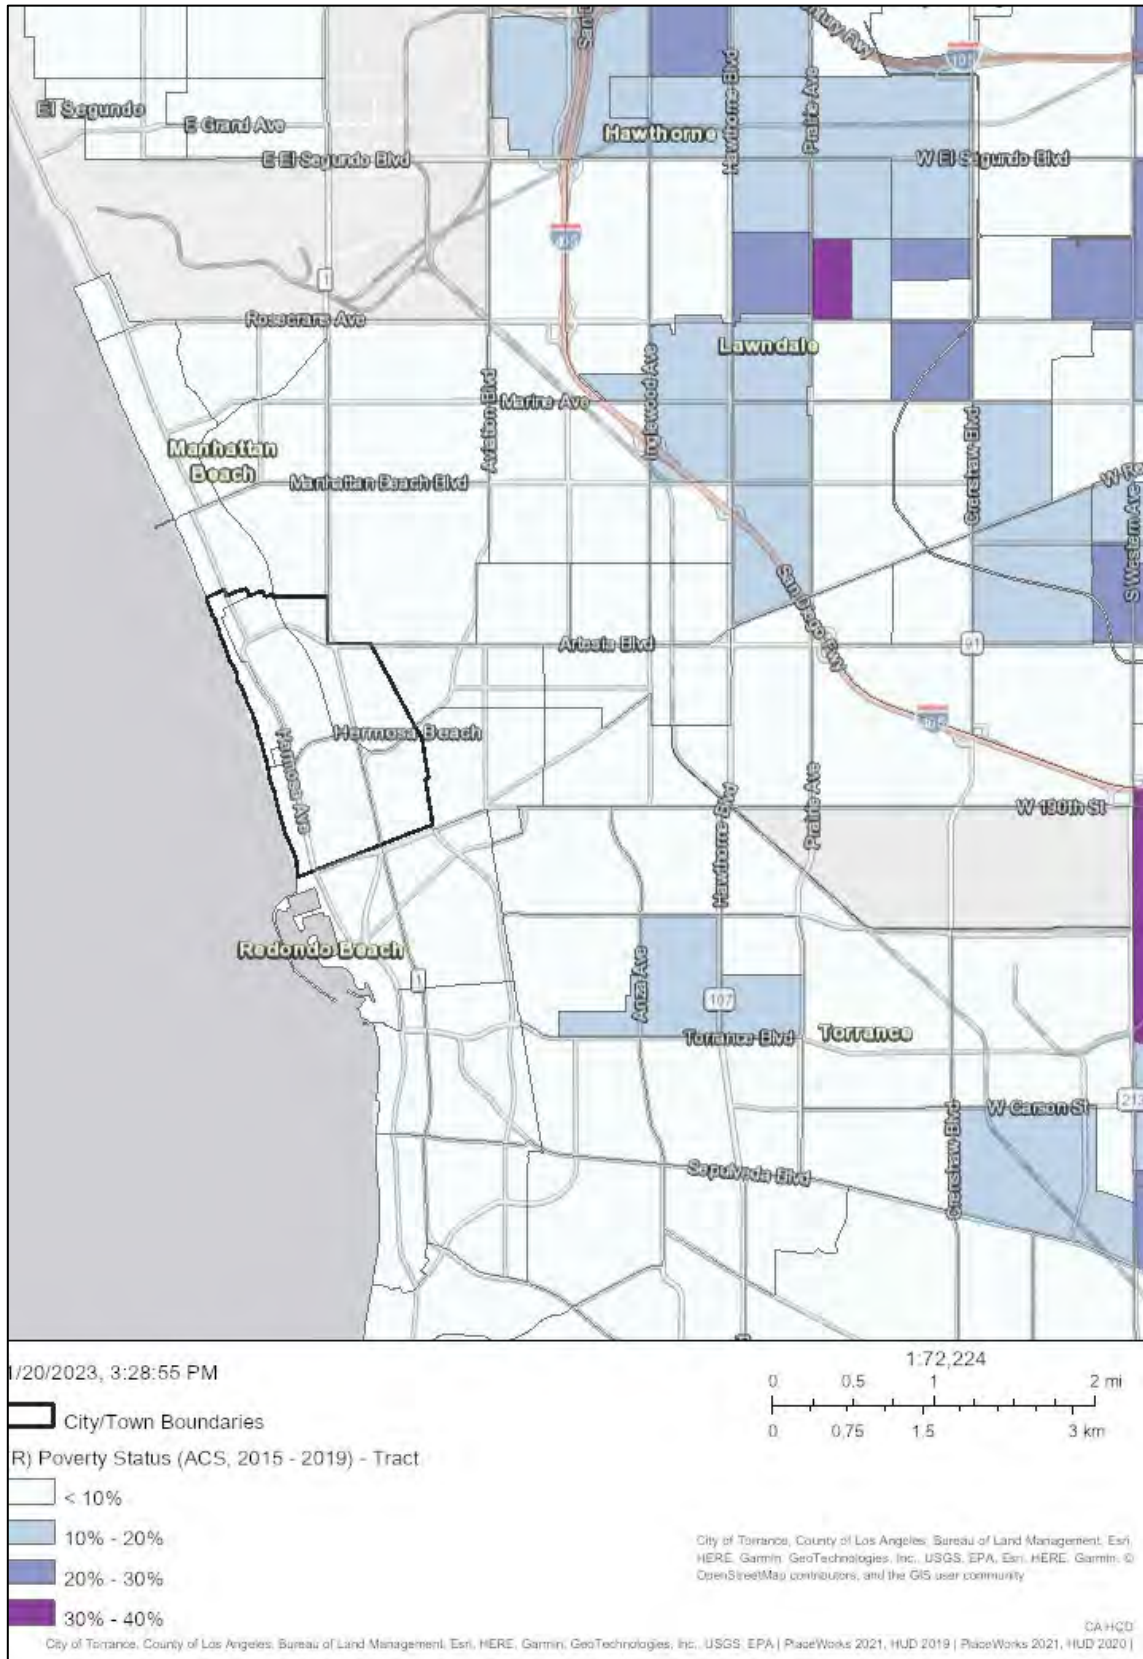 San D
ntury Fwy
105
El Segundo
E Grand Ave
Hawthorne
Hawthorne Blvd
Prairie Ave
E El Segundo Blvd
W El Segundo Blvd
405
1
Rosecrans Ave
Lawndale
Inglewood Ave
Aviation Blvd
Marine Ave
Crenshaw Blvd
Manhattan
Beach
Manhattan Beach Blvd
W Re
S Western Ave
San Diego Fwy
Artesia Blvd
91
405
Hermosa Beach
Hermosa Ave
Prairie Ave
W 190th St
Hawthorne Blvd
Redondo Beach
Anza Ave
1
107
Torrance Blvd
Torrance
W Carson St
213
Crenshaw Blvd
Sepulveda Blvd
1/20/2023, 3:28:55 PM
1:72,224
0 0.5 1 2 mi
0 0.75 1.5 3 km
City/Town Boundaries
R) Poverty Status (ACS, 2015 - 2019) - Tract
< 10%
10% - 20%
20% - 30%
30% - 40%
City of Torrance, County of Los Angeles, Bureau of Land Management, Esri,
HERE, Garmin, GeoTechnologies, Inc., USGS, EPA, Esri, HERE, Garmin, ©
OpenStreetMap contributors, and the GIS user community
CA HCD
City of Torrance, County of Los Angeles, Bureau of Land Management, Esri, HERE, Garmin, GeoTechnologies, Inc., USGS, EPA | PlaceWorks 2021, HUD 2019 | PlaceWorks 2021, HUD 2020 |